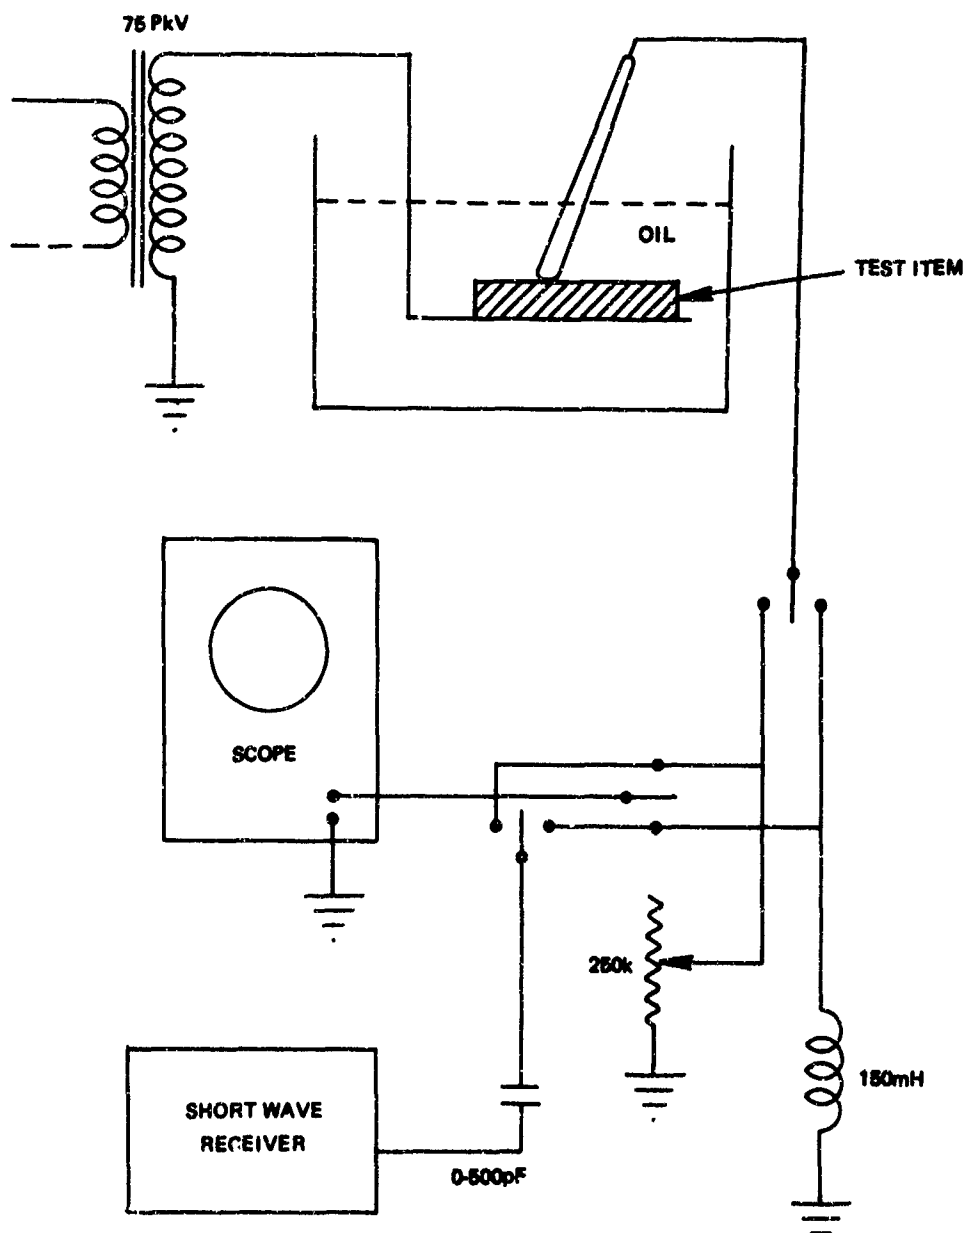 75 PkV
OIL
TEST ITEM
SCOPE
250k
150mH
SHORT WAVE
RECEIVER
0-500pF